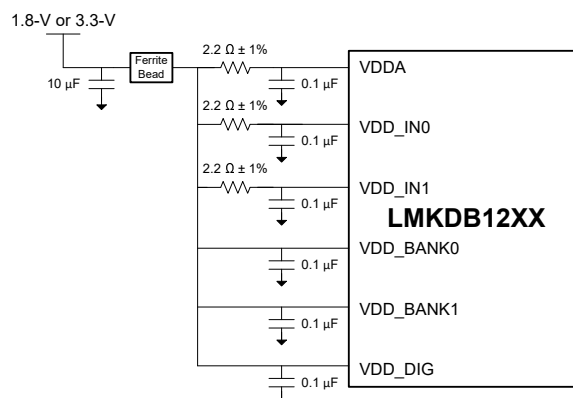 1.8-V or 3.3-V
Ferrite
Bead
10 µF
2.2 Ω ± 1%
0.1 µF
VDDA
2.2 Ω ± 1%
0.1 µF
VDD_IN0
2.2 Ω ± 1%
0.1 µF
VDD_IN1
LMKDB12XX
0.1 µF
VDD_BANK0
0.1 µF
VDD_BANK1
0.1 µF
VDD_DIG